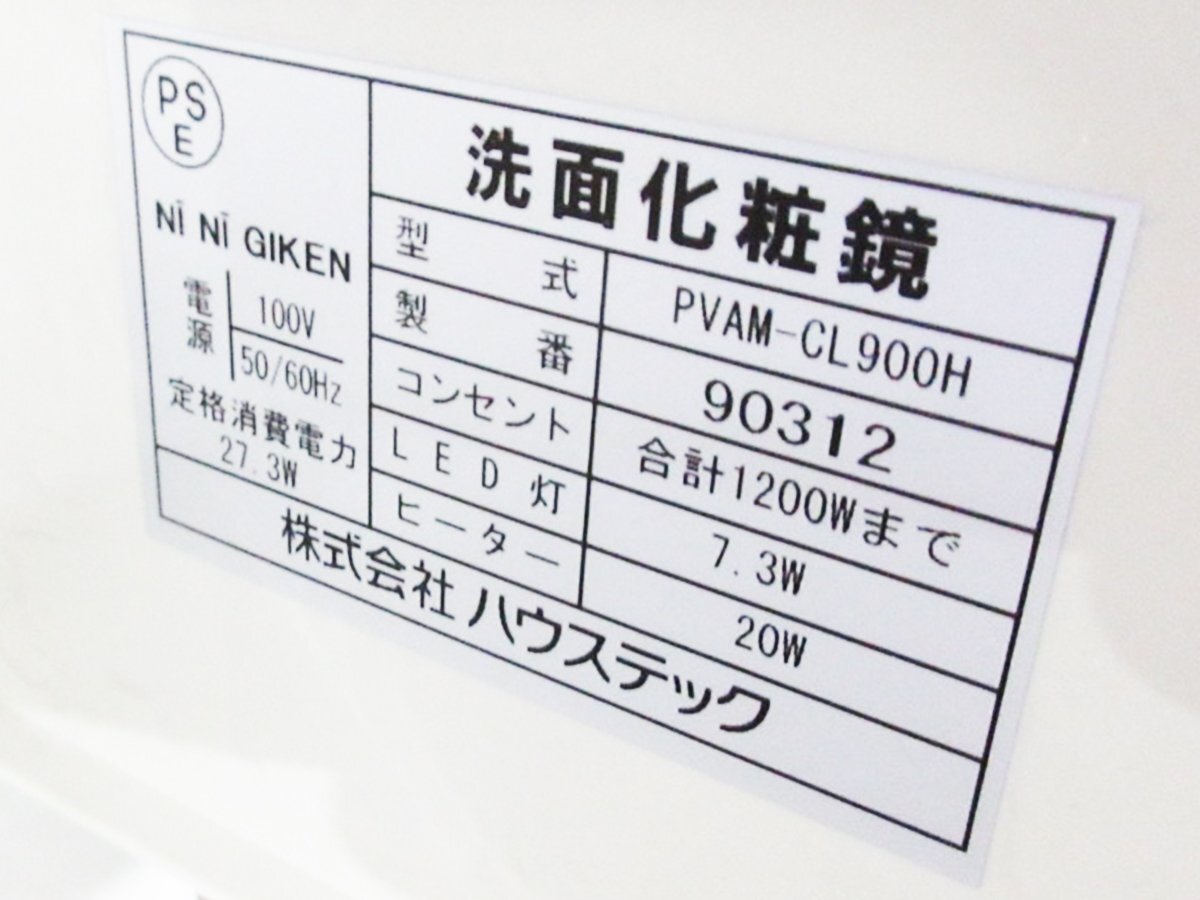 PS
E
NĪ NĪ GIKEN
電源 100V
50/60Hz
定格消費電力
27.3W
洗面化粧鏡
型式 PVAM-CL900H
製番 90312
コンセント 合計1200Wまで
LED灯 7.3W
ヒーター 20W
株式会社ハウステック